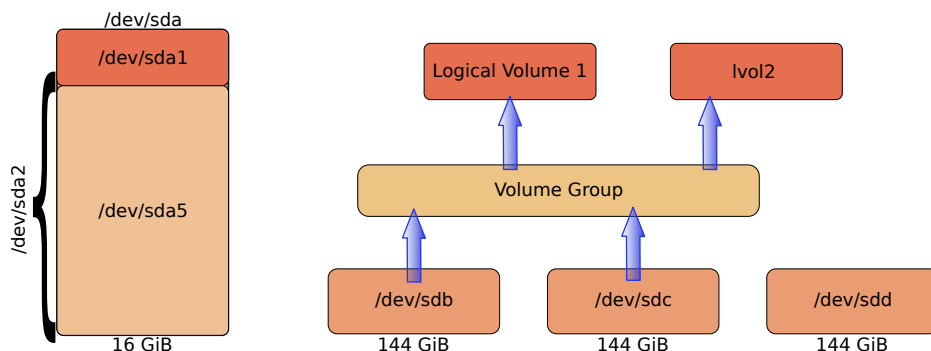 /dev/sda
/dev/sda1
/dev/sda2
/dev/sda5
16 GiB
Logical Volume 1
lvol2
Volume Group
/dev/sdb
/dev/sdc
/dev/sdd
144 GiB
144 GiB
144 GiB